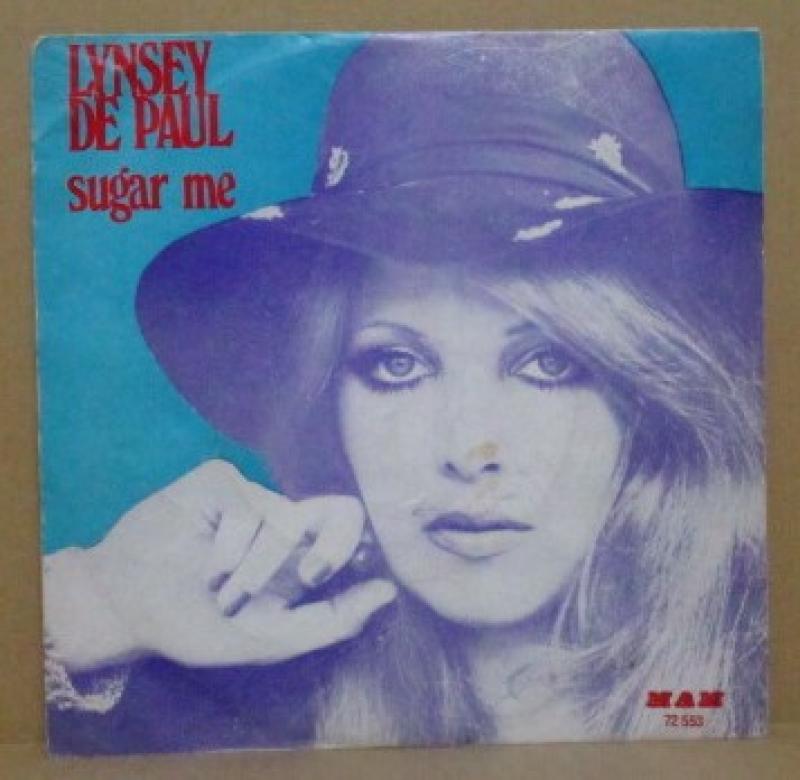 LYNSEY
DE PAUL
sugar me
MAM
72 553